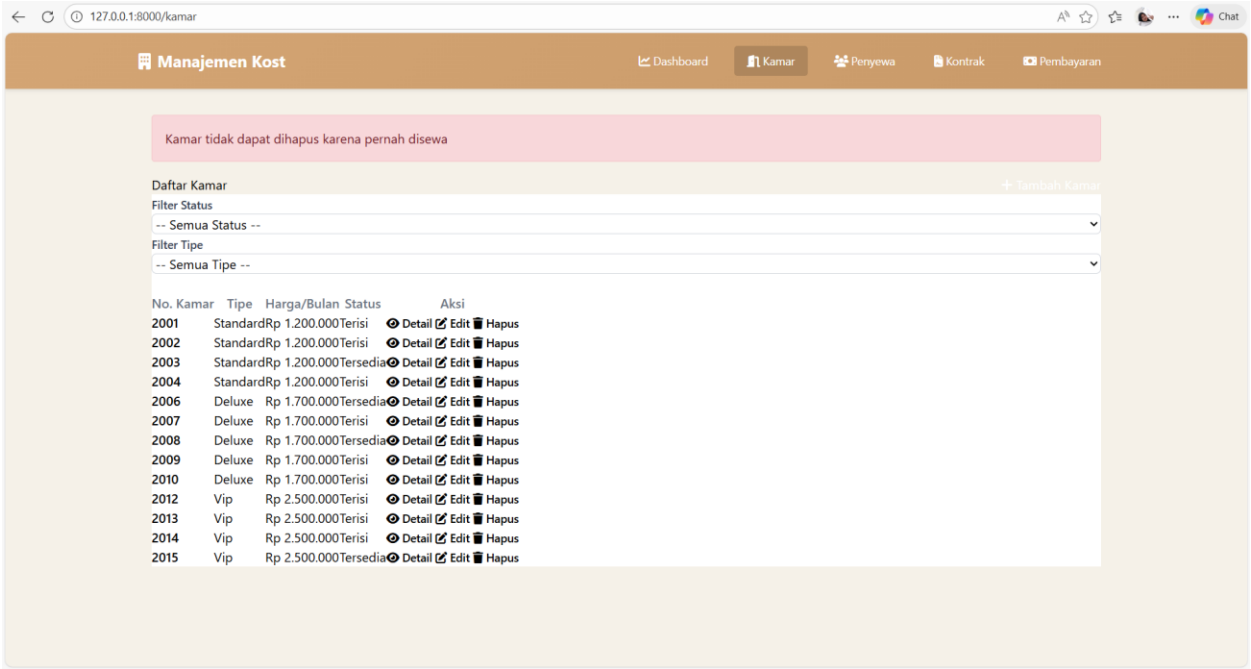 127.0.0.1:8000/kamar
Chat
Manajemen Kost Dashboard Kamar Penyewa Kontrak Pembayaran
Kamar tidak dapat dihapus karena pernah disewa
Daftar Kamar + Tambah Kamar
Filter Status
-- Semua Status --
Filter Tipe
-- Semua Tipe --
No. Kamar Tipe Harga/Bulan Status Aksi
2001 Standard Rp 1.200.000 Terisi Detail Edit Hapus
2002 Standard Rp 1.200.000 Terisi Detail Edit Hapus
2003 Standard Rp 1.200.000 Tersedia Detail Edit Hapus
2004 Standard Rp 1.200.000 Terisi Detail Edit Hapus
2006 Deluxe Rp 1.700.000 Tersedia Detail Edit Hapus
2007 Deluxe Rp 1.700.000 Terisi Detail Edit Hapus
2008 Deluxe Rp 1.700.000 Tersedia Detail Edit Hapus
2009 Deluxe Rp 1.700.000 Terisi Detail Edit Hapus
2010 Deluxe Rp 1.700.000 Terisi Detail Edit Hapus
2012 Vip Rp 2.500.000 Terisi Detail Edit Hapus
2013 Vip Rp 2.500.000 Terisi Detail Edit Hapus
2014 Vip Rp 2.500.000 Terisi Detail Edit Hapus
2015 Vip Rp 2.500.000 Tersedia Detail Edit Hapus